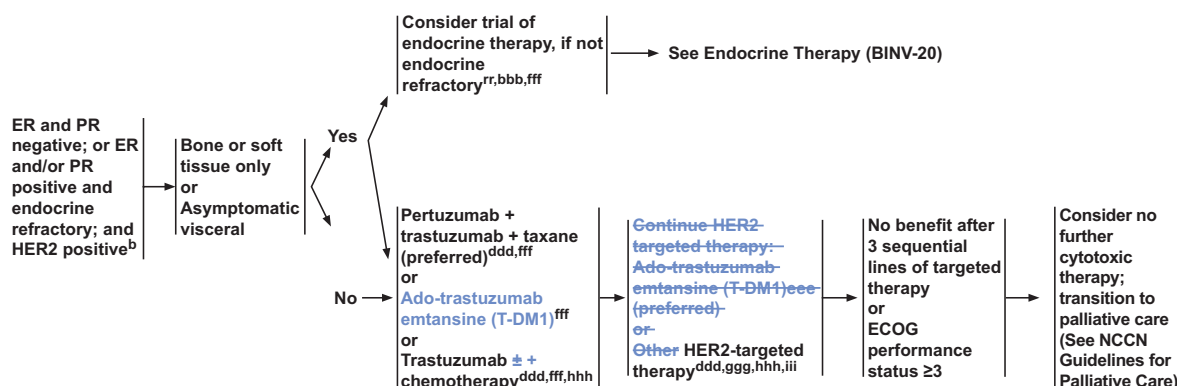 Consider trial of
endocrine therapy, if not
endocrine
refractoryrr,bbb,fff
See Endocrine Therapy (BINV-20)
ER and PR
negative; or ER
and/or PR
positive and
endocrine
refractory; and
HER2 positiveb
Bone or soft
tissue only
or
Asymptomatic
visceral
Yes
No
Pertuzumab +
trastuzumab + taxane
(preferred)ddd,fff
or
Ado-trastuzumab
emtansine (T-DM1)fff
or
Trastuzumab ± +
chemotherapyddd,fff,hhh
Continue HER2
targeted therapy:
Ado-trastuzumab
emtansine (T-DM1)eee
(preferred)
or
Other HER2-targeted
therapyddd,ggg,hhh,iii
No benefit after
3 sequential
lines of targeted
therapy
or
ECOG
performance
status ≥3
Consider no
further
cytotoxic
therapy;
transition to
palliative care
(See NCCN
Guidelines for
Palliative Care)